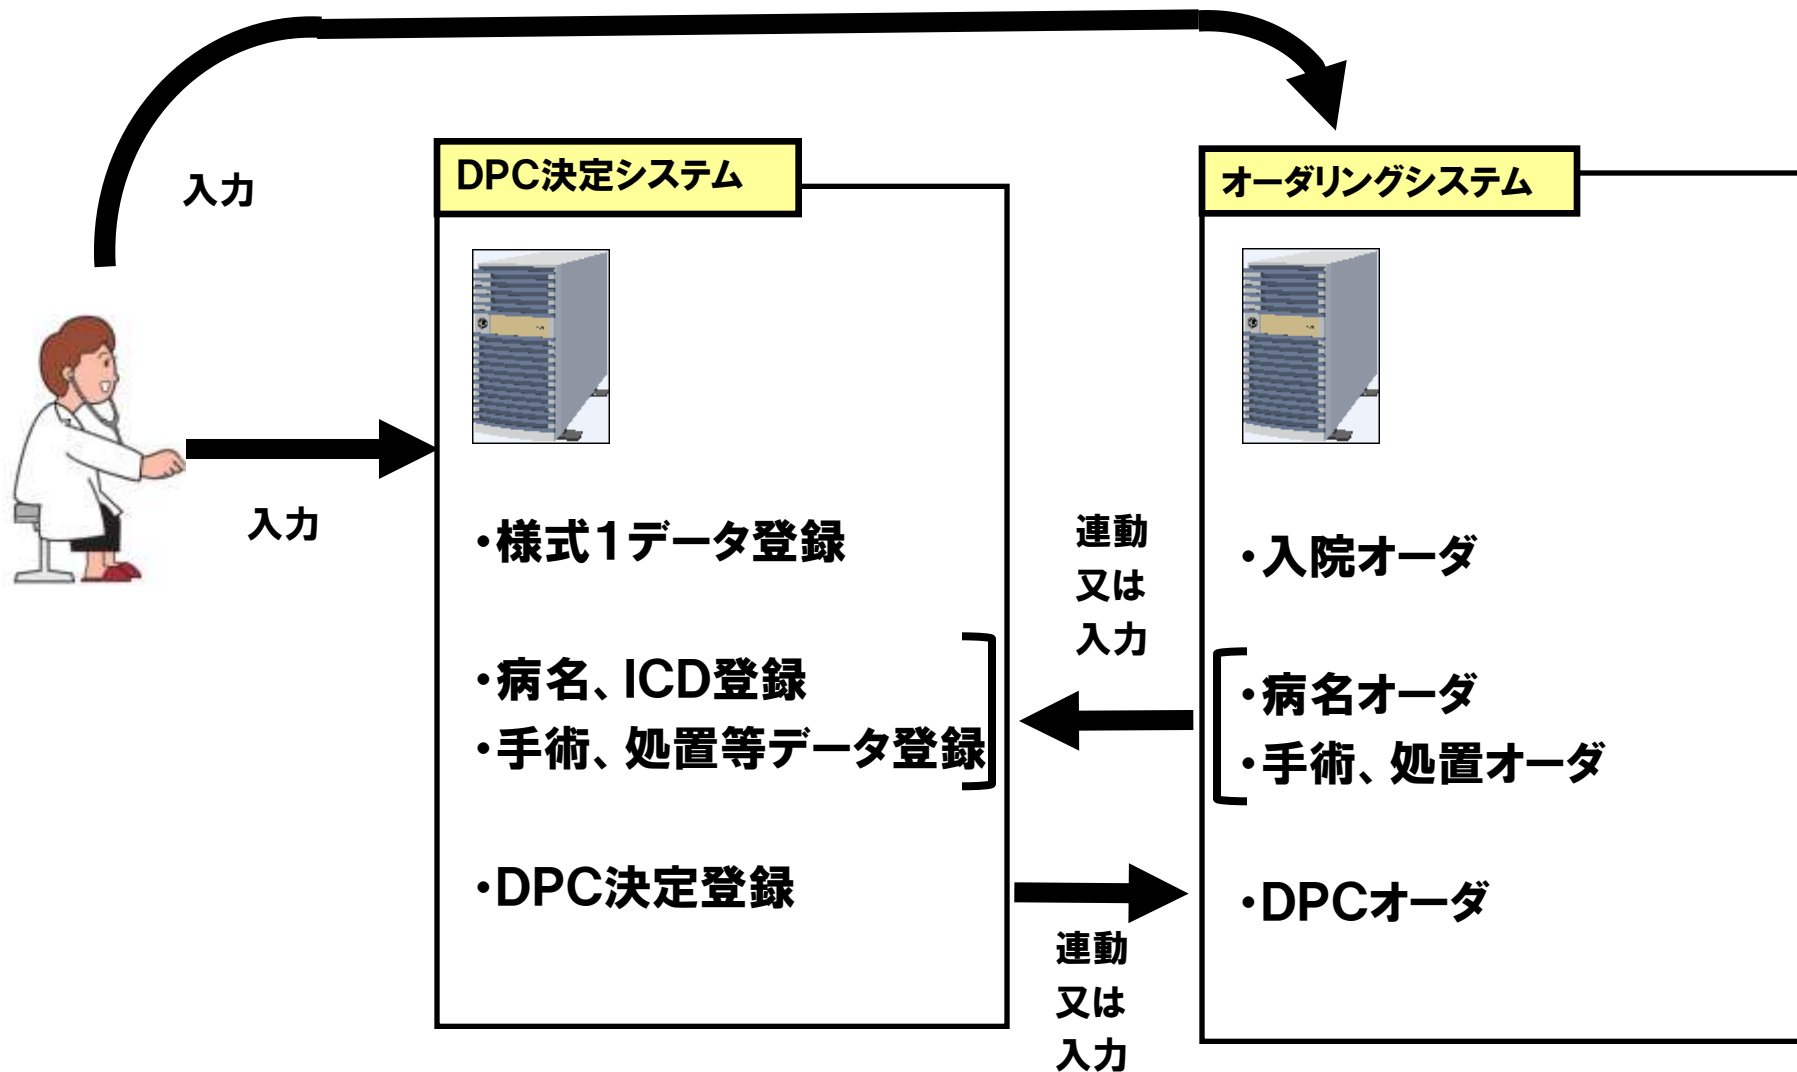 入力
DPC決定システム
オーダリングシステム
入力
・様式1データ登録
・病名、ICD登録
・手術、処置等データ登録
・DPC決定登録
連動
又は
入力
連動
又は
入力
・入院オーダ
・病名オーダ
・手術、処置オーダ
・DPCオーダ